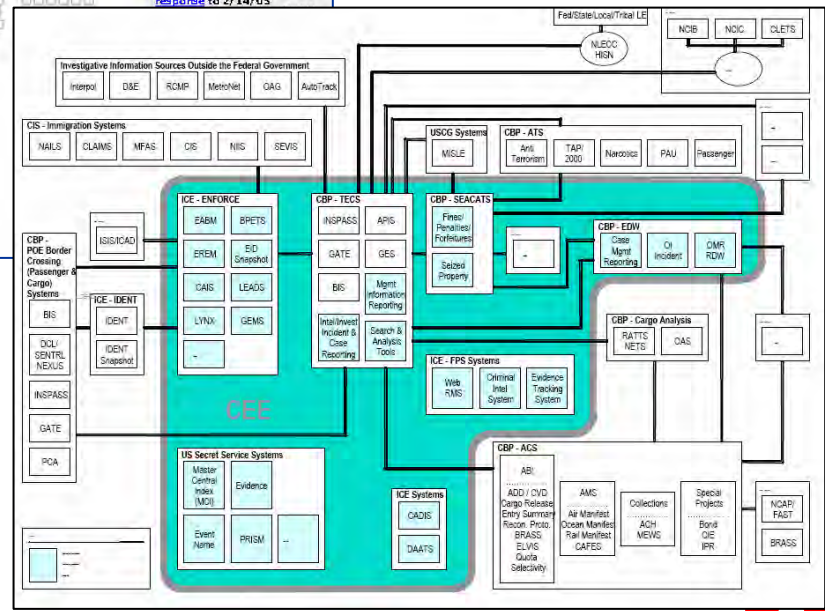 response to 2/14/03
Fed/State/Local/Tribal LE
NLECC
HISN
NCIB
NCIC
CLETS
Investigative Information Sources Outside the Federal Government
Interpol
D&E
RCMP
MetroNet
OAG
AutoTrack
CIS - Immigration Systems
NAILS
CLAIMS
MFAS
CIS
NIIS
SEVIS
USCG Systems
MISLE
CBP - ATS
Anti
Terrorism
TAP/
2000
Narcotics
PAU
Passenger
ICE - ENFORCE
EABM
BPETS
EREM
EID
Snapshot
CAIS
LEADS
LYNX
GEMS
CBP - TECS
INSPASS
APIS
GATE
GES
BIS
Mgmt
Information
Reporting
Intel/Invest
Incident &
Case
Reporting
Search &
Analysis
Tools
CBP - SEACATS
Fines/
Penalties/
Forfeitures
Seized
Property
CBP - EDW
Case
Mgmt
Reporting
OI
Incident
OMR
RDW
ISIS/ICAD
CBP -
POE Border
Crossing
(Passenger &
Cargo)
Systems
BIS
DCL/
SENTRI,
NEXUS
INSPASS
GATE
PCA
ICE - IDENT
IDENT
IDENT
Snapshot
CBP - Cargo Analysis
RATTS
NETS
OAS
ICE - FPS Systems
Web
RMS
Criminal
Intel
System
Evidence
Tracking
System
CEE
US Secret Service Systems
Master
Central
Index
(MCI)
Evidence
Event
Name
PRISM
ICE Systems
CADIS
DAATS
CBP - ACS
ABI
ADD / CVD
Cargo Release
Entry Summary
Recon. Proto.
BRASS
ELVIS
Quota
Selectivity
AMS
Air Manifest
Ocean Manifest
Rail Manifest
CAFES
Collections
ACH
MEWS
Special
Projects
Bond
OIE
IPR
NCAP/
FAST
BRASS